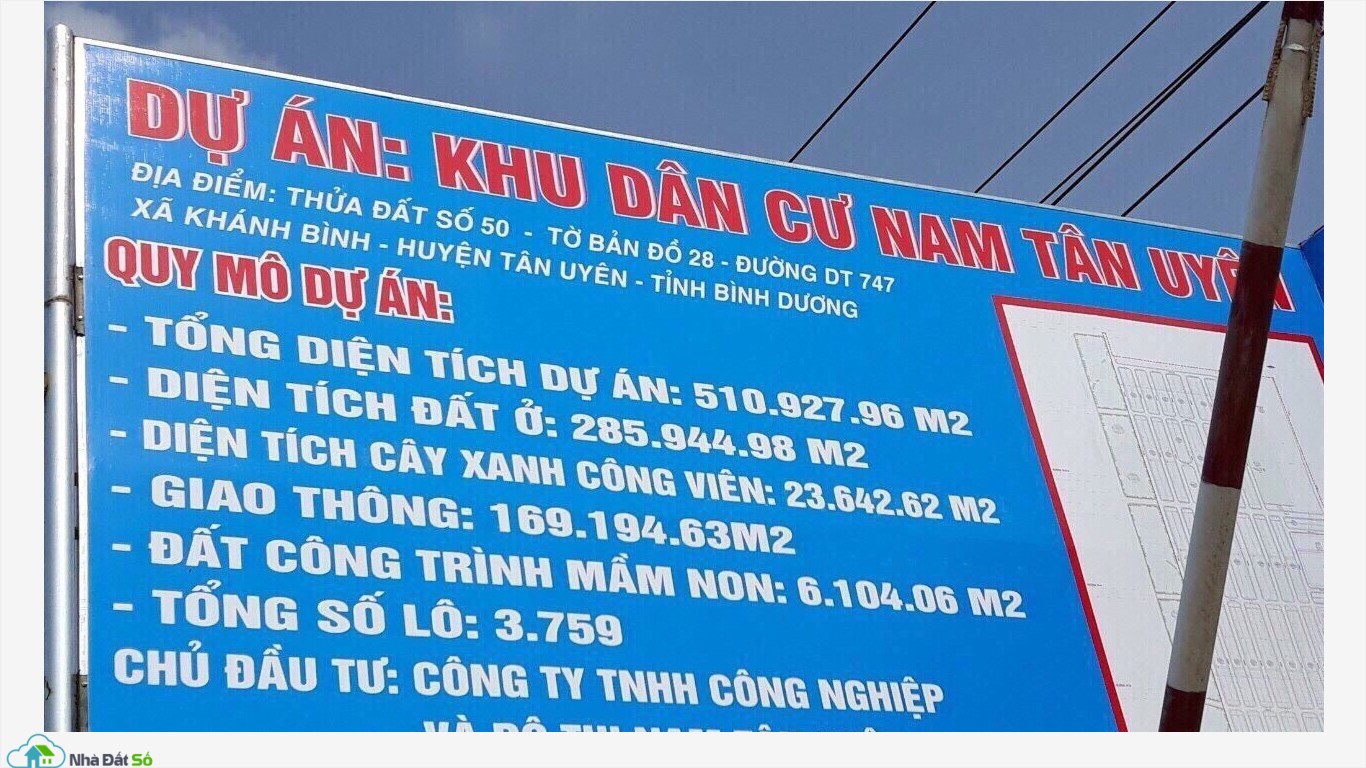 DỰ ÁN: KHU DÂN CƯ NAM TÂN UYÊN
ĐỊA ĐIỂM: THỬA ĐẤT SỐ 50 - TỜ BẢN ĐỒ 28 - ĐƯỜNG DT 747
XÃ KHÁNH BÌNH - HUYỆN TÂN UYÊN - TỈNH BÌNH DƯƠNG
QUY MÔ DỰ ÁN:
- TỔNG DIỆN TÍCH DỰ ÁN: 510.927.96 M2
- DIỆN TÍCH ĐẤT Ở: 285.944.98 M2
- DIỆN TÍCH CÂY XANH CÔNG VIÊN: 23.642.62 M2
- GIAO THÔNG: 169.194.63M2
- ĐẤT CÔNG TRÌNH MẦM NON: 6.104.06 M2
- TỔNG SỐ LÔ: 3.759
CHỦ ĐẦU TƯ: CÔNG TY TNHH CÔNG NGHIỆP
Nhà Đất Số